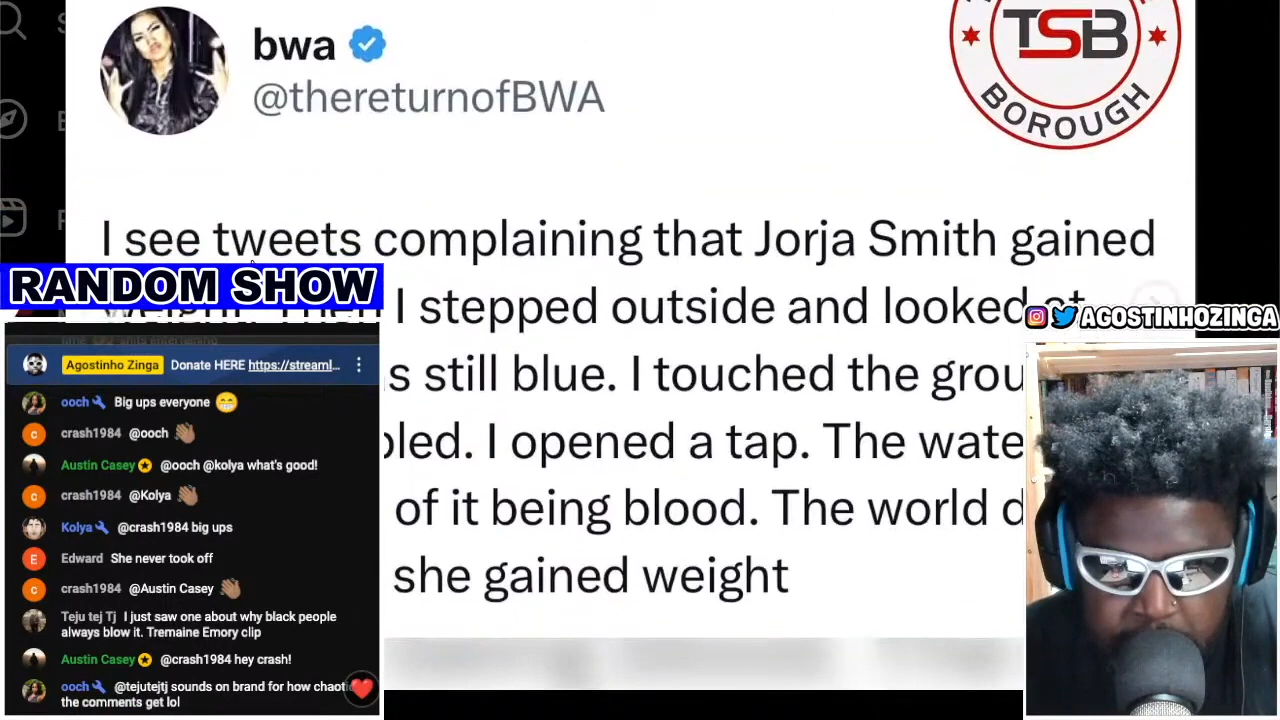 bwa
@thereturnofBWA
TSB
BOROUGH
I see tweets complaining that Jorja Smith gained
I stepped outside and looked
still blue. I touched the
I opened a tap. The
of it being blood. The world
she gained weight
RANDOM SHOW
Agostinho Zinga Donate HERE https://streaml...
ooch Big ups everyone 😁
crash1984 @ooch 👋🏽
Austin Casey @ooch @kolya what's good!
crash1984 @Kolya 👋🏽
Kolya @crash1984 big ups
Edward She never took off
crash1984 @Austin Casey 👋🏽
Teju tej Tj I just saw one about why black people
always blow it. Tremaine Emory clip
Austin Casey @crash1984 hey crash!
ooch @tejutejtj sounds on brand for how
the comments get lol
AGOSTINHOZINGA